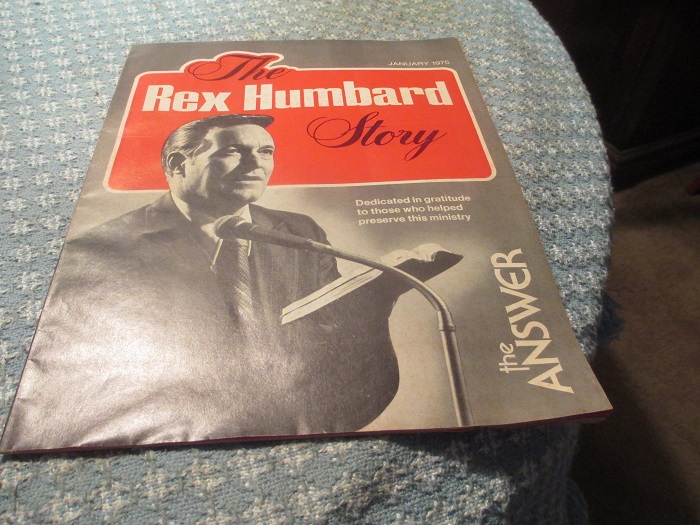 JANUARY 1975
The
Rex Humbard
Story
Dedicated in gratitude
to those who helped
preserve this ministry
the
ANSWER